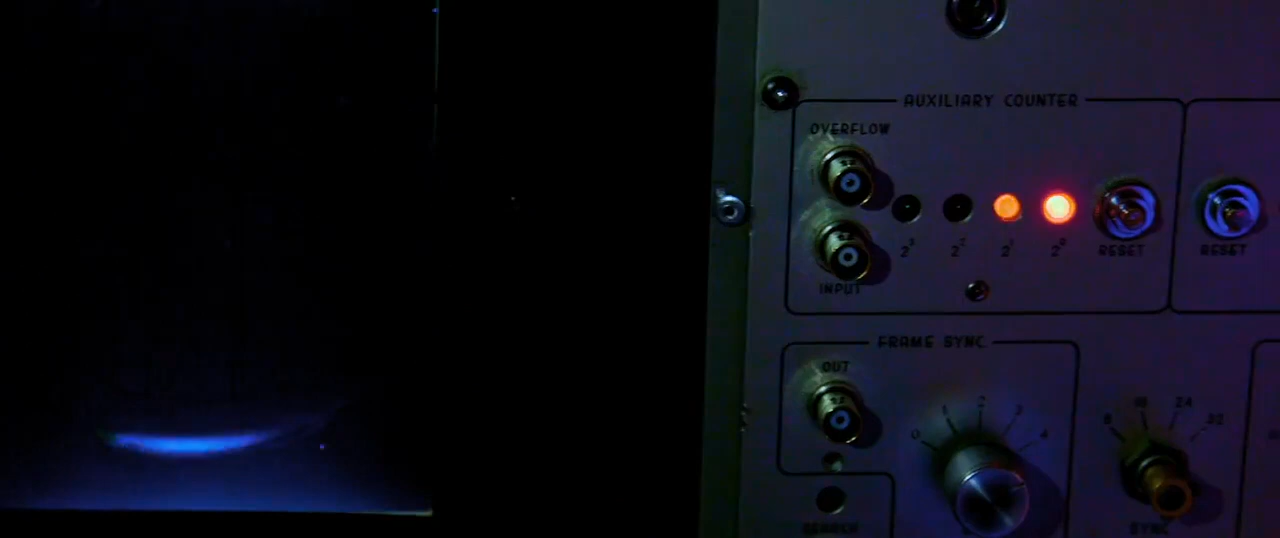 AUXILIARY COUNTER
OVERFLOW
INPUT
2³ 2² 2¹ 2⁰ RESET
RESET
FRAME SYNC
OUT
0 1 2 3 4
8 16 24 32
SEARCH
SYNC